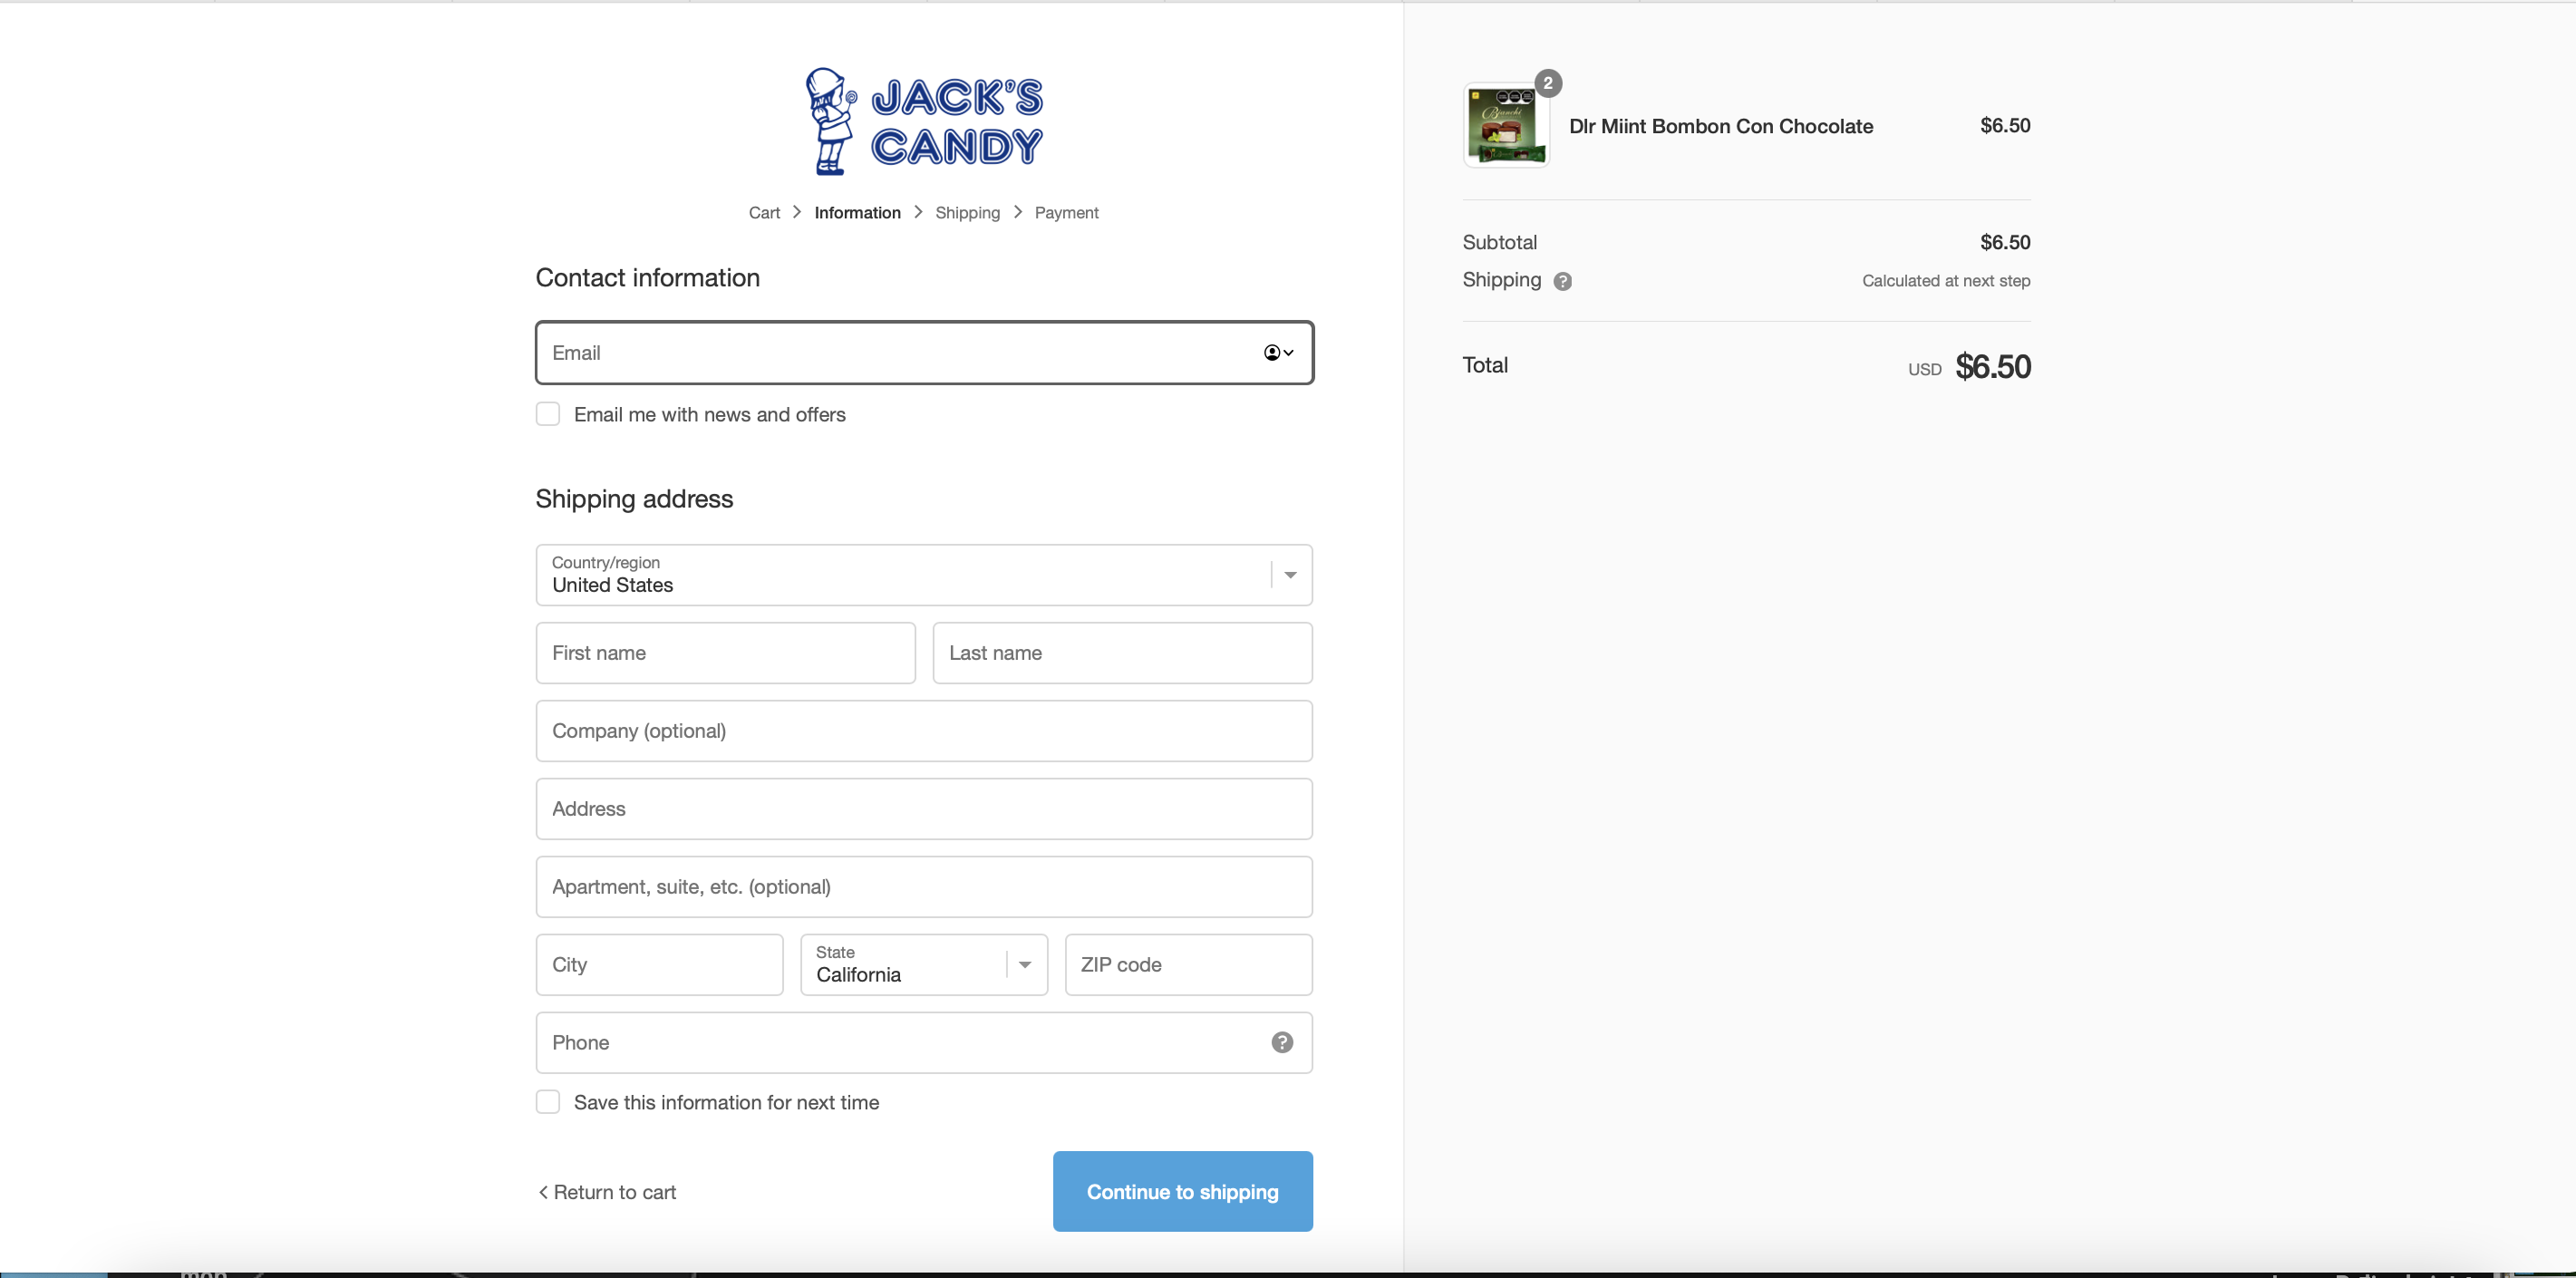 JACK'S
CANDY
Cart > Information > Shipping > Payment
Contact information
Email
Email me with news and offers
Shipping address
Country/region
United States
First name
Last name
Company (optional)
Address
Apartment, suite, etc. (optional)
City
State
California
ZIP code
Phone
?
Save this information for next time
< Return to cart
Continue to shipping
2
Dlr Miint Bombon Con Chocolate
$6.50
Subtotal
$6.50
Shipping ?
Calculated at next step
Total
USD $6.50